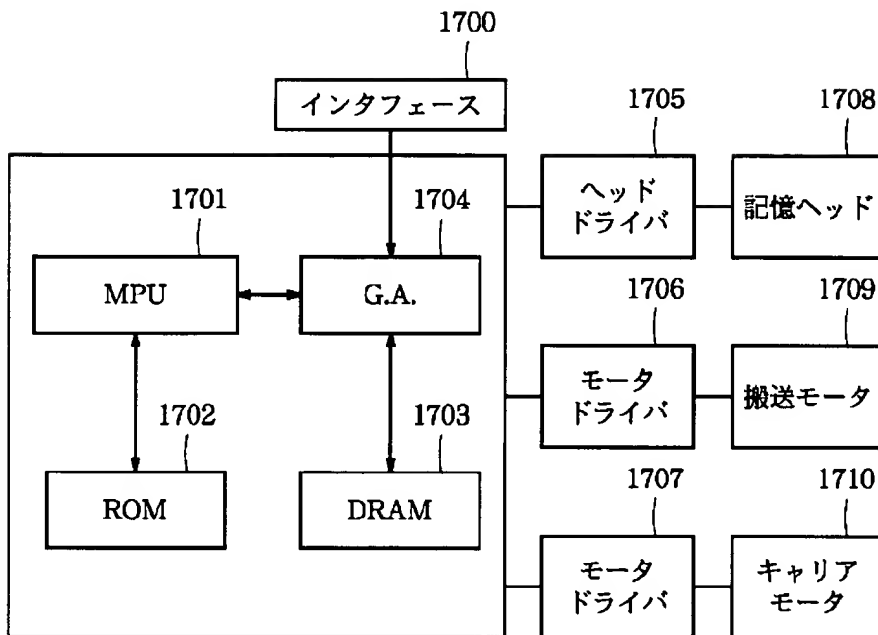 1700
インタフェース
1705
1708
ヘッド
ドライバ
記憶ヘッド
1701
1704
MPU
G.A.
1706
1709
モータ
ドライバ
搬送モータ
1702
1703
ROM
DRAM
1707
1710
モータ
ドライバ
キャリア
モータ